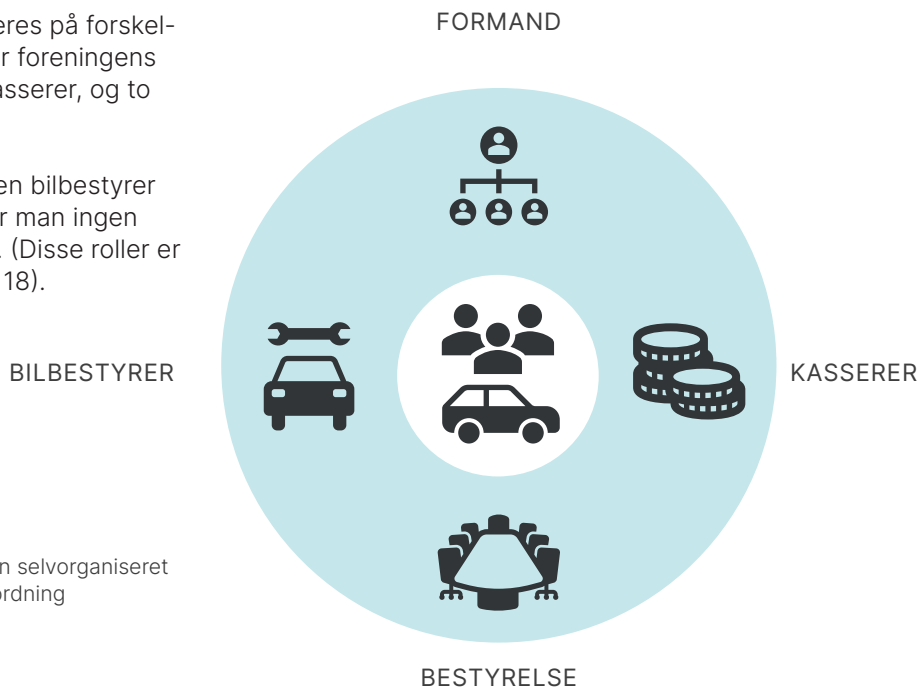 eres på forskel-
r foreningens
asserer, og to
en bilbestyrer
r man ingen
. (Disse roller er
18).
FORMAND
BILBESTYRER
KASSERER
BESTYRELSE
n selvorganiseret
ordning